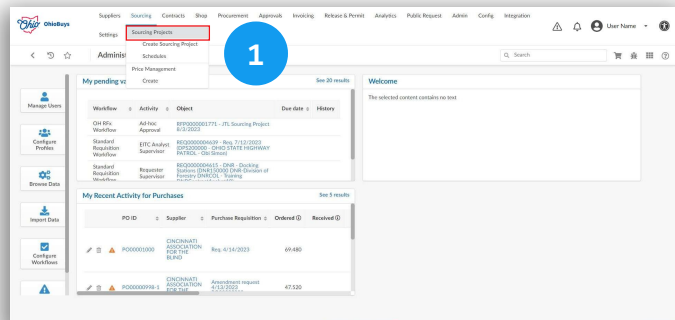 Ohio OhioBuys
Suppliers Sourcing Contracts Shop Procurement Approvals Invoicing Release & Permit Analytics Public Request Admin Config Integration
Settings
User Name
Sourcing Projects
Create Sourcing Project
Schedules
Price Management
Create
1
Adminis
Search
Manage Users
Configure Profiles
Browse Data
Import Data
Configure Workflows
My pending va
See 20 results
Workflow Activity Object Due date History
OH RFx Workflow
Ad-hoc Approval
RFP0000001771 - JTL Sourcing Project 8/3/2023
Standard Requisition Workflow
EITC Analyst Supervisor
REQ0000004639 - Req. 7/12/2023 (DPS200000 - OHIO STATE HIGHWAY PATROL - Obi Simon)
Standard Requisition
Requester Supervisor
REQ0000004615 - DNR - Docking Stations (DNR150000 DNR-Division of Forestry DNRCOL - Training
My Recent Activity for Purchases
See 5 results
PO ID Supplier Purchase Requisition Ordered Received
PO00001000
CINCINNATI ASSOCIATION FOR THE BLIND
Req. 4/14/2023
69.480
PO00000998-3
CINCINNATI ASSOCIATION FOR THE
Amendment request 4/13/2023
47.520
Welcome
The selected content contains no text